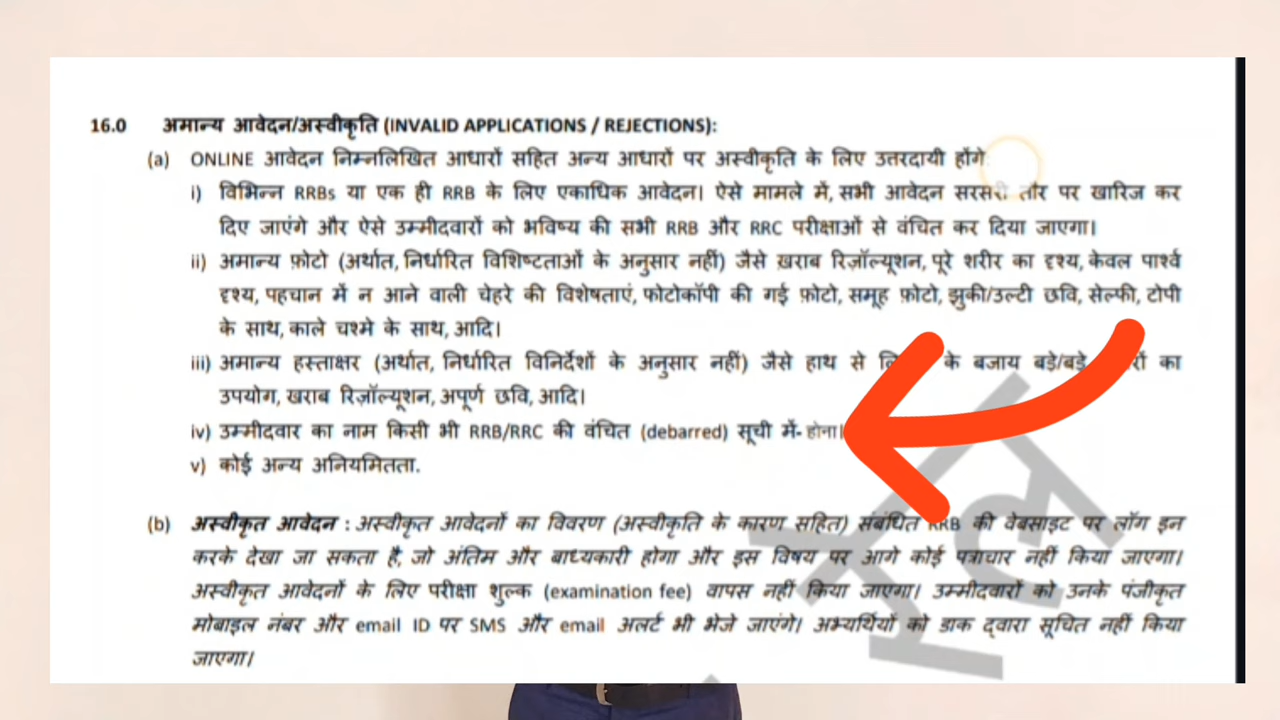 16.0 अमान्य आवेदन/अस्वीकृति (INVALID APPLICATIONS / REJECTIONS):
(a) ONLINE आवेदन निम्नलिखित आधारों सहित अन्य आधारों पर अस्वीकृति के लिए उत्तरदायी होंगे:
i) विभिन्न RRBs या एक ही RRB के लिए एकाधिक आवेदन। ऐसे मामले में, सभी आवेदन सरसरी तौर पर खारिज कर
दिए जाएंगे और ऐसे उम्मीदवारों को भविष्य की सभी RRB और RRC परीक्षाओं से वंचित कर दिया जाएगा।
ii) अमान्य फ़ोटो (अर्थात, निर्धारित विशिष्टताओं के अनुसार नहीं) जैसे ख़राब रिज़ॉल्यूशन, पूरे शरीर का दृश्य, केवल पार्श्व
दृश्य, पहचान में न आने वाली चेहरे की विशेषताएं, फोटोकॉपी की गई फ़ोटो, समूह फ़ोटो, झुकी/उल्टी छवि, सेल्फी, टोपी
के साथ, काले चश्मे के साथ, आदि।
iii) अमान्य हस्ताक्षर (अर्थात, निर्धारित विनिर्देशों के अनुसार नहीं) जैसे हाथ से के बजाय बड़े/बड़े का
उपयोग, खराब रिज़ॉल्यूशन, अपूर्ण छवि, आदि।
iv) उम्मीदवार का नाम किसी भी RRB/RRC की वंचित (debarred) सूची में- होना।
v) कोई अन्य अनियमितता.
(b) अस्वीकृत आवेदन : अस्वीकृत आवेदनों का विवरण (अस्वीकृति के कारण सहित) संबंधित RRB की वेबसाइट पर लॉग इन
करके देखा जा सकता है, जो अंतिम और बाध्यकारी होगा और इस विषय पर आगे कोई पत्राचार नहीं किया जाएगा।
अस्वीकृत आवेदनों के लिए परीक्षा शुल्क (examination fee) वापस नहीं किया जाएगा। उम्मीदवारों को उनके पंजीकृत
मोबाइल नंबर और email ID पर SMS और email अलर्ट भी भेजे जाएंगे। अभ्यर्थियों को डाक द्वारा सूचित नहीं किया
जाएगा।